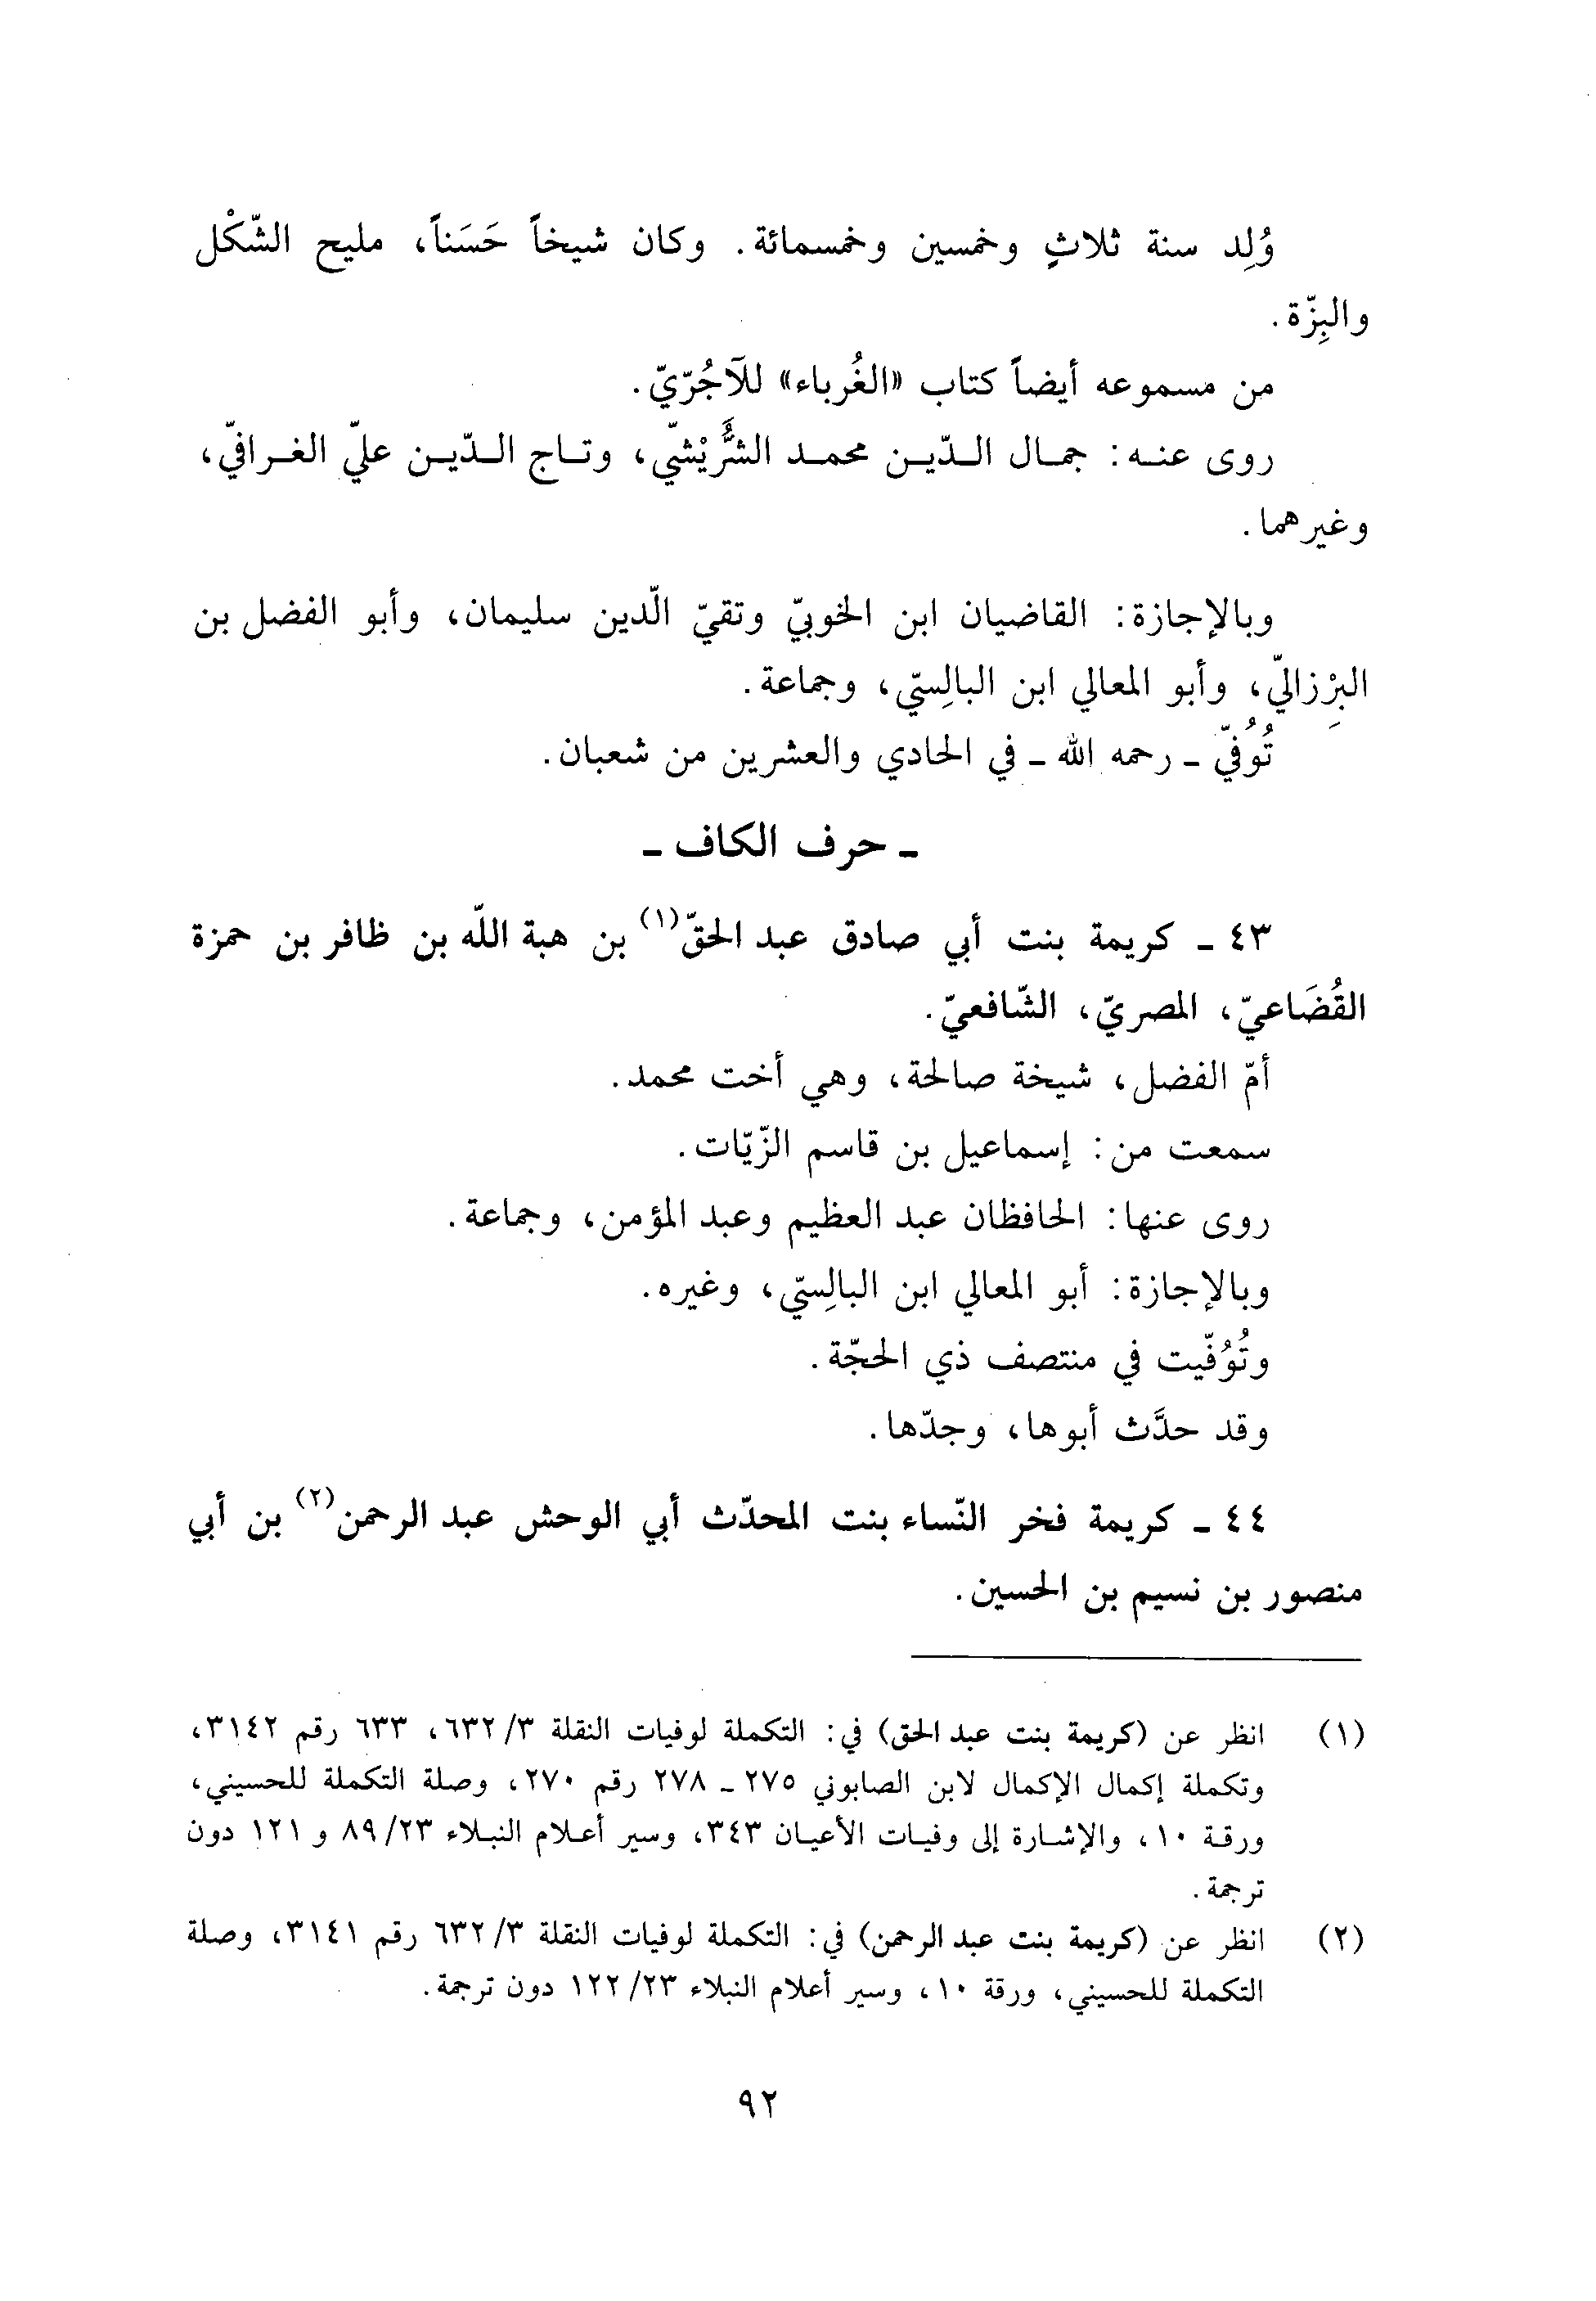 وُلِد سنة ثلاثٍ وخمسين وخمسمائة. وكان شيخاً حَسَناً، مليح الشّكْل
والبِزّة.
من مسموعه أيضاً كتاب «الغُرباء» للآجُرّيّ.
روى عنه: جمال الدّين محمد الشُّرَيْشيّ، وتاج الدّين عليّ الغرافيّ،
وغيرهما.
وبالإجازة: القاضيان ابن الخوبيّ وتقيّ الّدين سليمان، وأبو الفضل بن
البِرْزاليّ، وأبو المعالي ابن البالِسيّ، وجماعة.
تُوُفيّ ـ رحمه الله ـ في الحادي والعشرين من شعبان.
ـ حرف الكاف ـ
٤٣ ـ كريمة بنت أبي صادق عبد الحقّ(١) بن هبة اللّه بن ظافر بن حمزة
القُضَاعيّ، المصريّ، الشّافعيّ.
أمّ الفضل، شيخة صالحة، وهي أخت محمد.
سمعت من: إسماعيل بن قاسم الزّيّات.
روى عنها: الحافظان عبد العظيم وعبد المؤمن، وجماعة.
وبالإجازة: أبو المعالي ابن البالِسيّ، وغيره.
وتُوُفّيت في منتصف ذي الحجّة.
وقد حدَّث أبوها، وجدّها.
٤٤ ـ كريمة فخر النّساء بنت المحدّث أبي الوحش عبد الرحمن(٢) بن أبي
منصور بن نسيم بن الحسين.
(١) انظر عن (كريمة بنت عبد الحق) في: التكملة لوفيات النقلة ٣/ ٦٣٢، ٦٣٣ رقم ٣١٤٢،
وتكملة إكمال الإكمال لابن الصابوني ٢٧٥ ـ ٢٧٨ رقم ٢٧٠، وصلة التكملة للحسيني،
ورقة ١٠، والإشارة إلى وفيات الأعيان ٣٤٣، وسير أعلام النبلاء ٢٣/ ٨٩ و ١٢١ دون
ترجمة.
(٢) انظر عن (كريمة بنت عبد الرحمن) في: التكملة لوفيات النقلة ٣/ ٦٣٢ رقم ٣١٤١، وصلة
التكملة للحسيني، ورقة ١٠، وسير أعلام النبلاء ٢٣/ ١٢٢ دون ترجمة.
٩٢